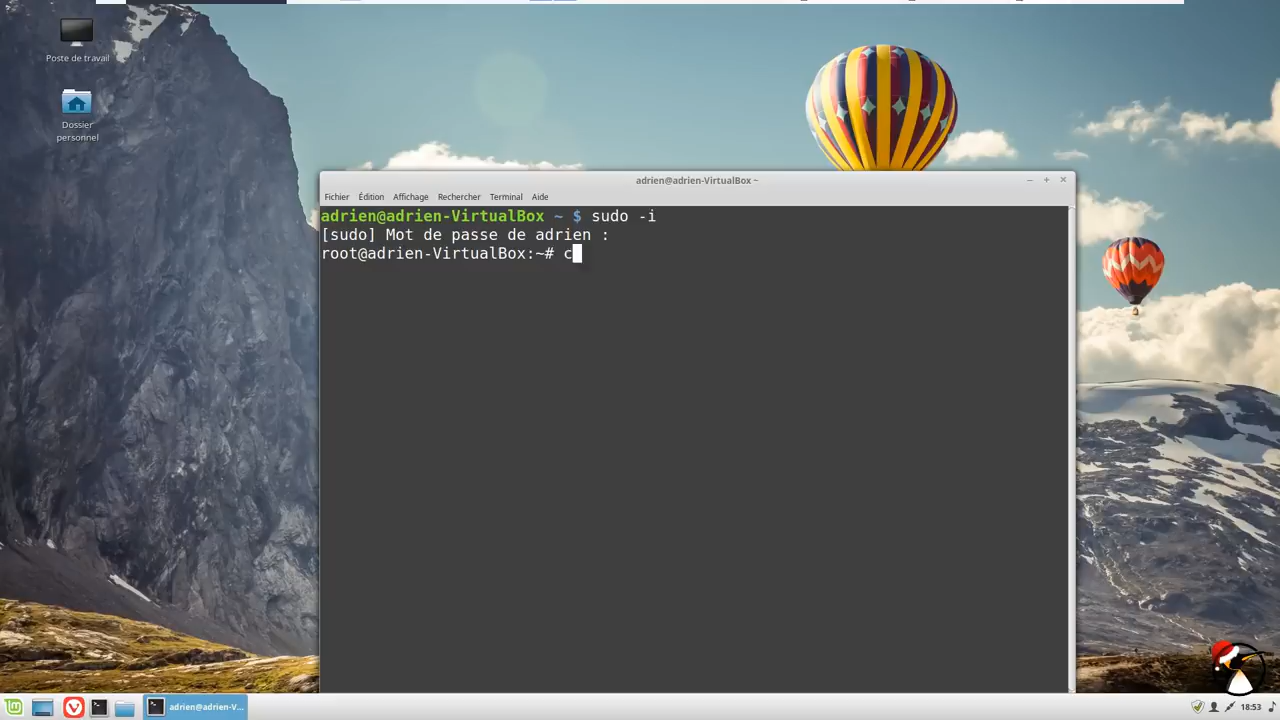 Poste de travail
Dossier
personnel
adrien@adrien-VirtualBox ~
Fichier Édition Affichage Rechercher Terminal Aide
adrien@adrien-VirtualBox ~ $ sudo -i
[sudo] Mot de passe de adrien :
root@adrien-VirtualBox:~# c
adrien@adrien-V...
18:53